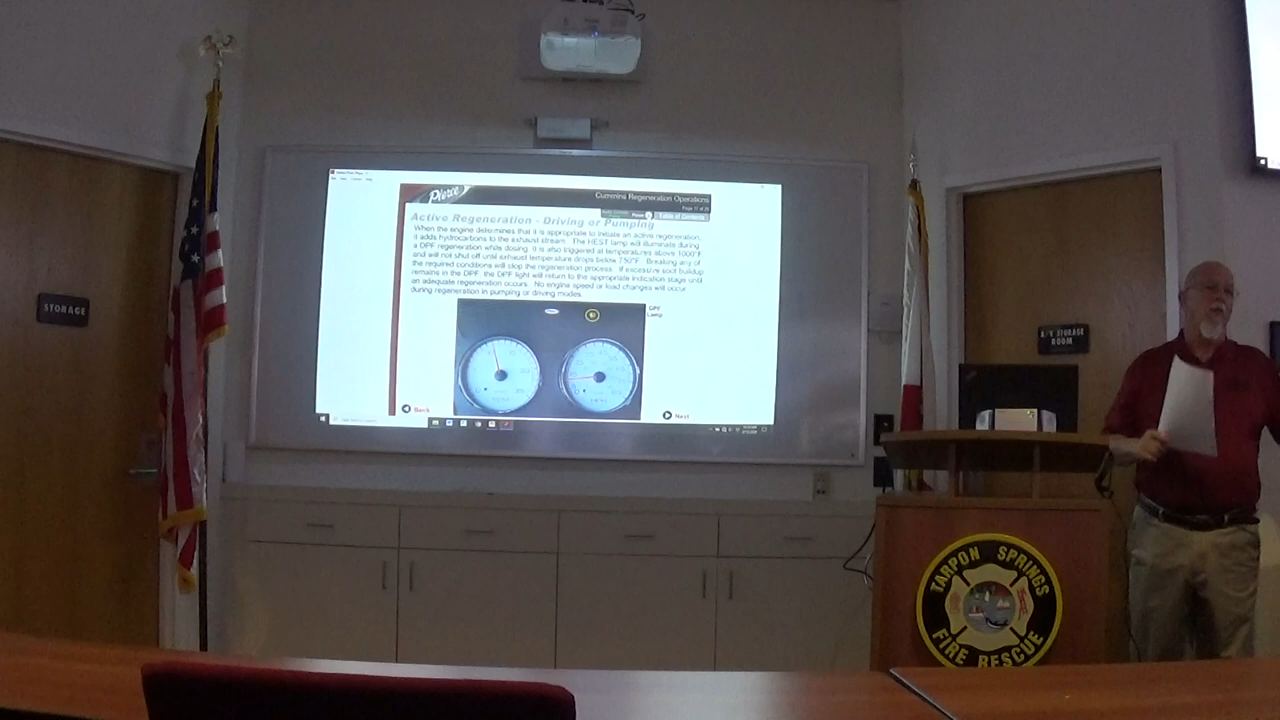 Pierce
Cummins Regeneration Operations
Page 11 of 26
Pause
Table of Contents
Active Regeneration - Driving or Pumping
When the engine determines that it is appropriate to initiate an active regeneration,
it adds hydrocarbons to the exhaust stream. The HEST lamp will illuminate during
a DPF regeneration while dosing. It is also triggered at temperatures above 1000°F
and will not shut off until exhaust temperature drops below 750°F. Breaking any of
the required conditions will stop the regeneration process. If excessive soot buildup
remains in the DPF, the DPF light will return to the appropriate indication stage until
an adequate regeneration occurs. No engine speed or load changes will occur
during regeneration in pumping or driving modes.
DPF
Lamp
Back
Next
STORAGE
A/V STORAGE
ROOM
TARPON SPRINGS
FIRE RESCUE